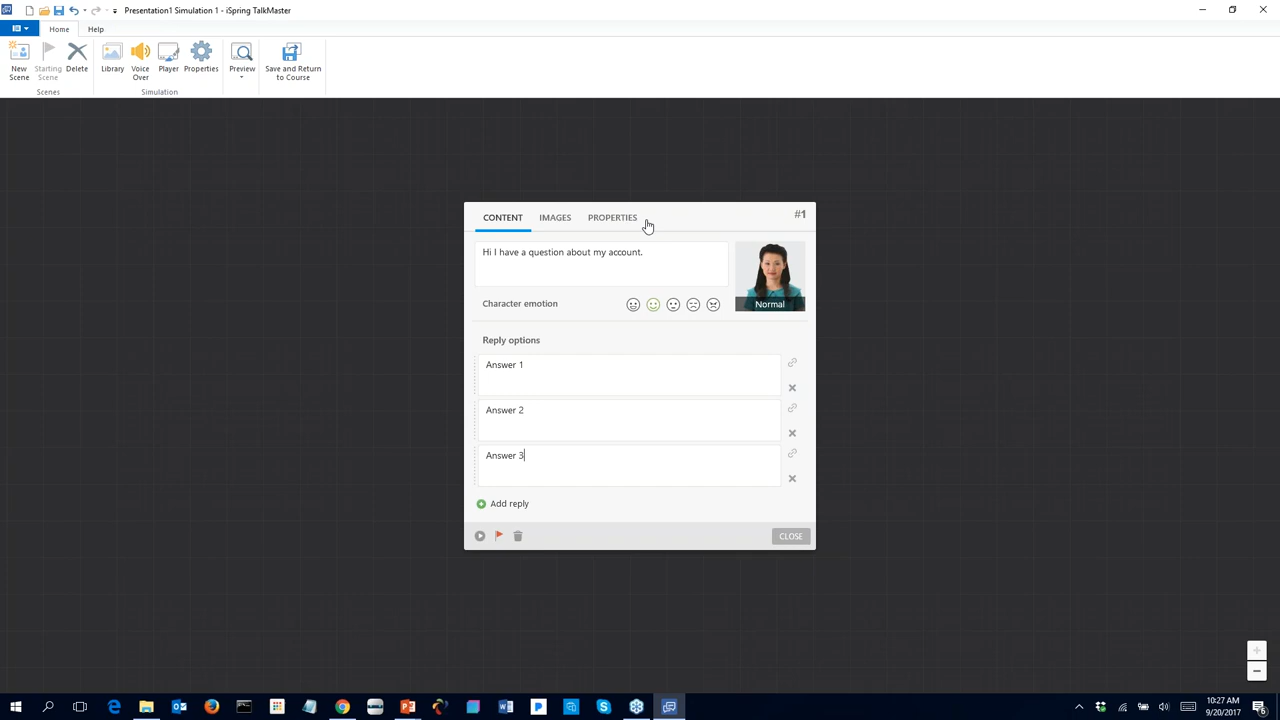 Presentation1 Simulation 1 - iSpring TalkMaster
Home
Help
New Scene
Starting Scene
Delete
Library
Voice Over
Player
Properties
Preview
Save and Return to Course
Scenes
Simulation
CONTENT
IMAGES
PROPERTIES
#1
Hi I have a question about my account.
Character emotion
Normal
Reply options
Answer 1
Answer 2
Answer 3
Add reply
CLOSE
10:27 AM
9/20/2017